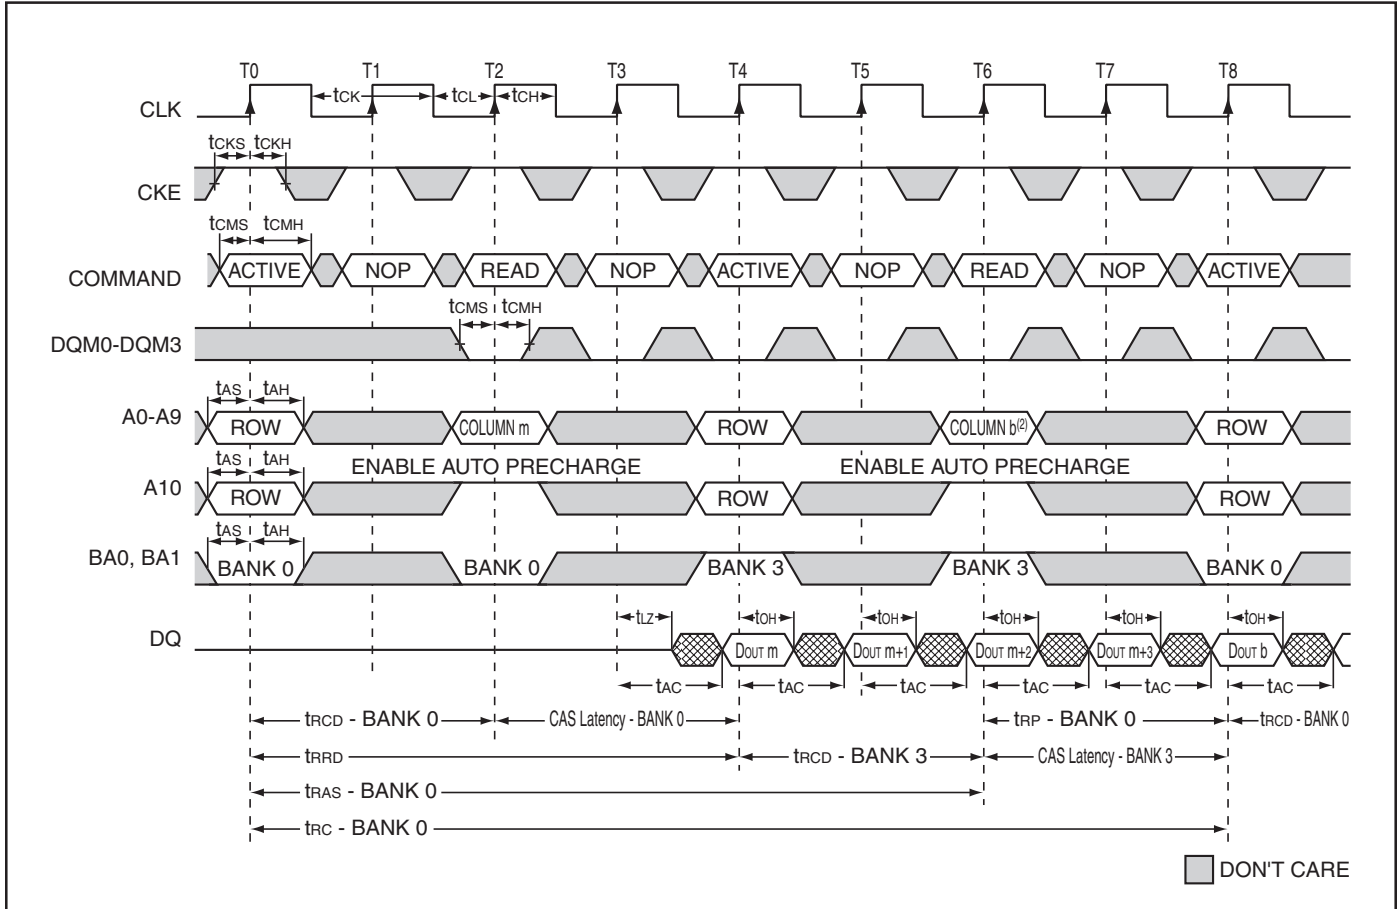 T0 T1 T2 T3 T4 T5 T6 T7 T8
CLK tCK tCL tCH
tCKS tCKH
CKE
tCMS tCMH
COMMAND ACTIVE NOP READ NOP ACTIVE NOP READ NOP ACTIVE
tCMS tCMH
DQM0-DQM3
tAS tAH
A0-A9 ROW COLUMN m ROW COLUMN b(2) ROW
tAS tAH ENABLE AUTO PRECHARGE ENABLE AUTO PRECHARGE
A10 ROW ROW ROW
tAS tAH
BA0, BA1 BANK 0 BANK 0 BANK 3 BANK 3 BANK 0
tLZ tOH tOH tOH tOH tOH
DQ DOUT m DOUT m+1 DOUT m+2 DOUT m+3 DOUT b
tAC tAC tAC tAC tAC tAC
tRCD - BANK 0 CAS Latency - BANK 0 tRP - BANK 0 tRCD - BANK 0
tRRD tRCD - BANK 3 CAS Latency - BANK 3
tRAS - BANK 0
tRC - BANK 0
DON'T CARE